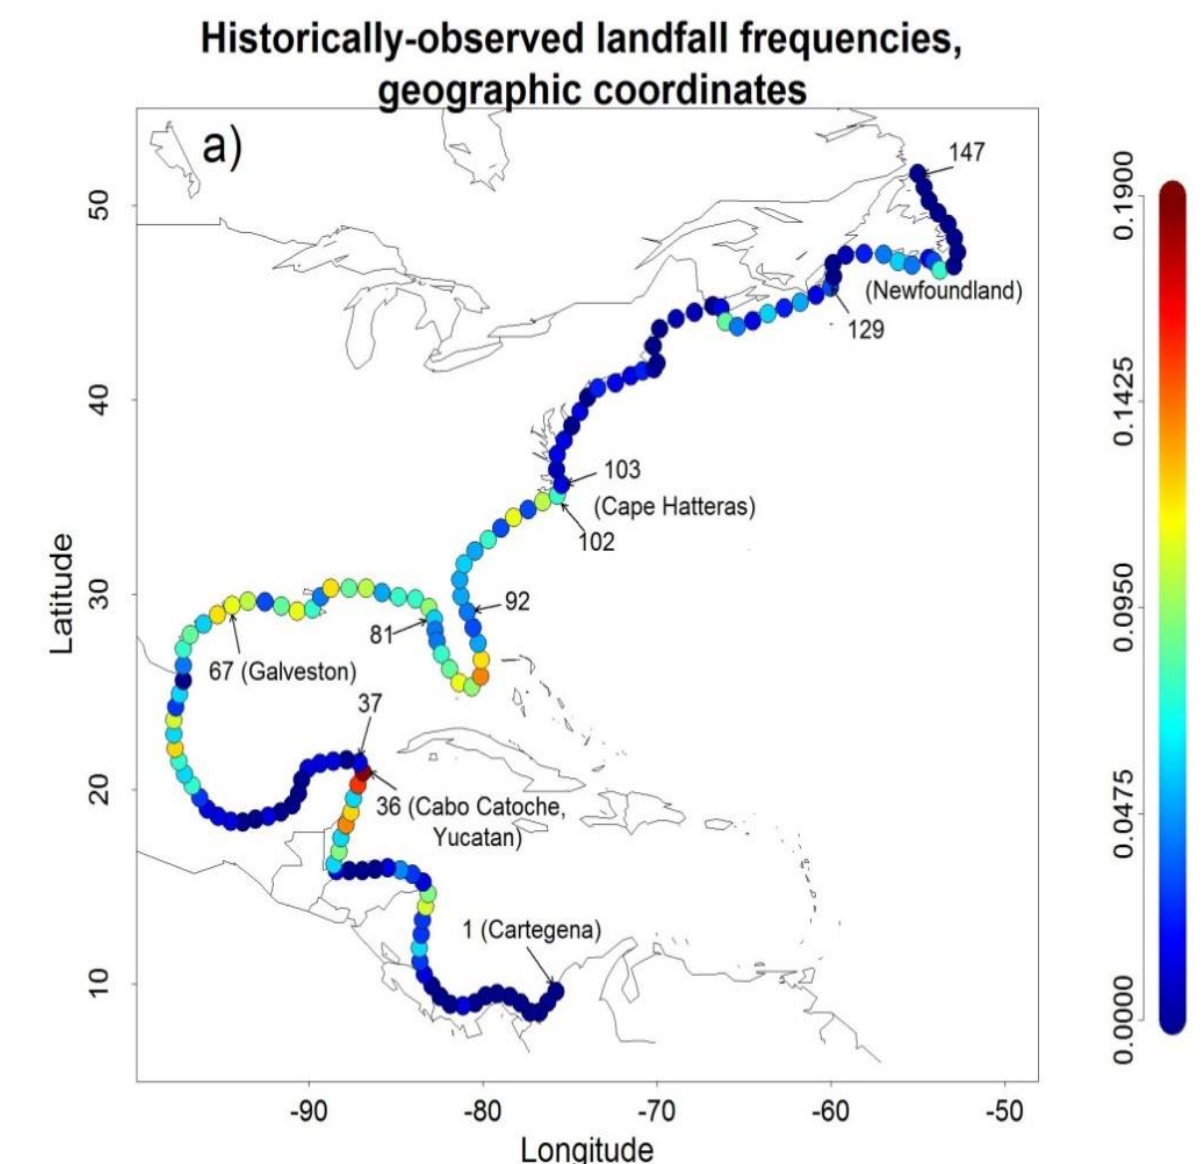 Historically-observed landfall frequencies,
geographic coordinates
a)
147
50
(Newfoundland)
129
40
103
(Cape Hatteras)
102
Latitude
30
92
81
67 (Galveston)
37
20
36 (Cabo Catoche,
Yucatan)
1 (Cartegena)
10
-90
-80
-70
-60
-50
Longitude
0.1900
0.1425
0.0950
0.0475
0.0000